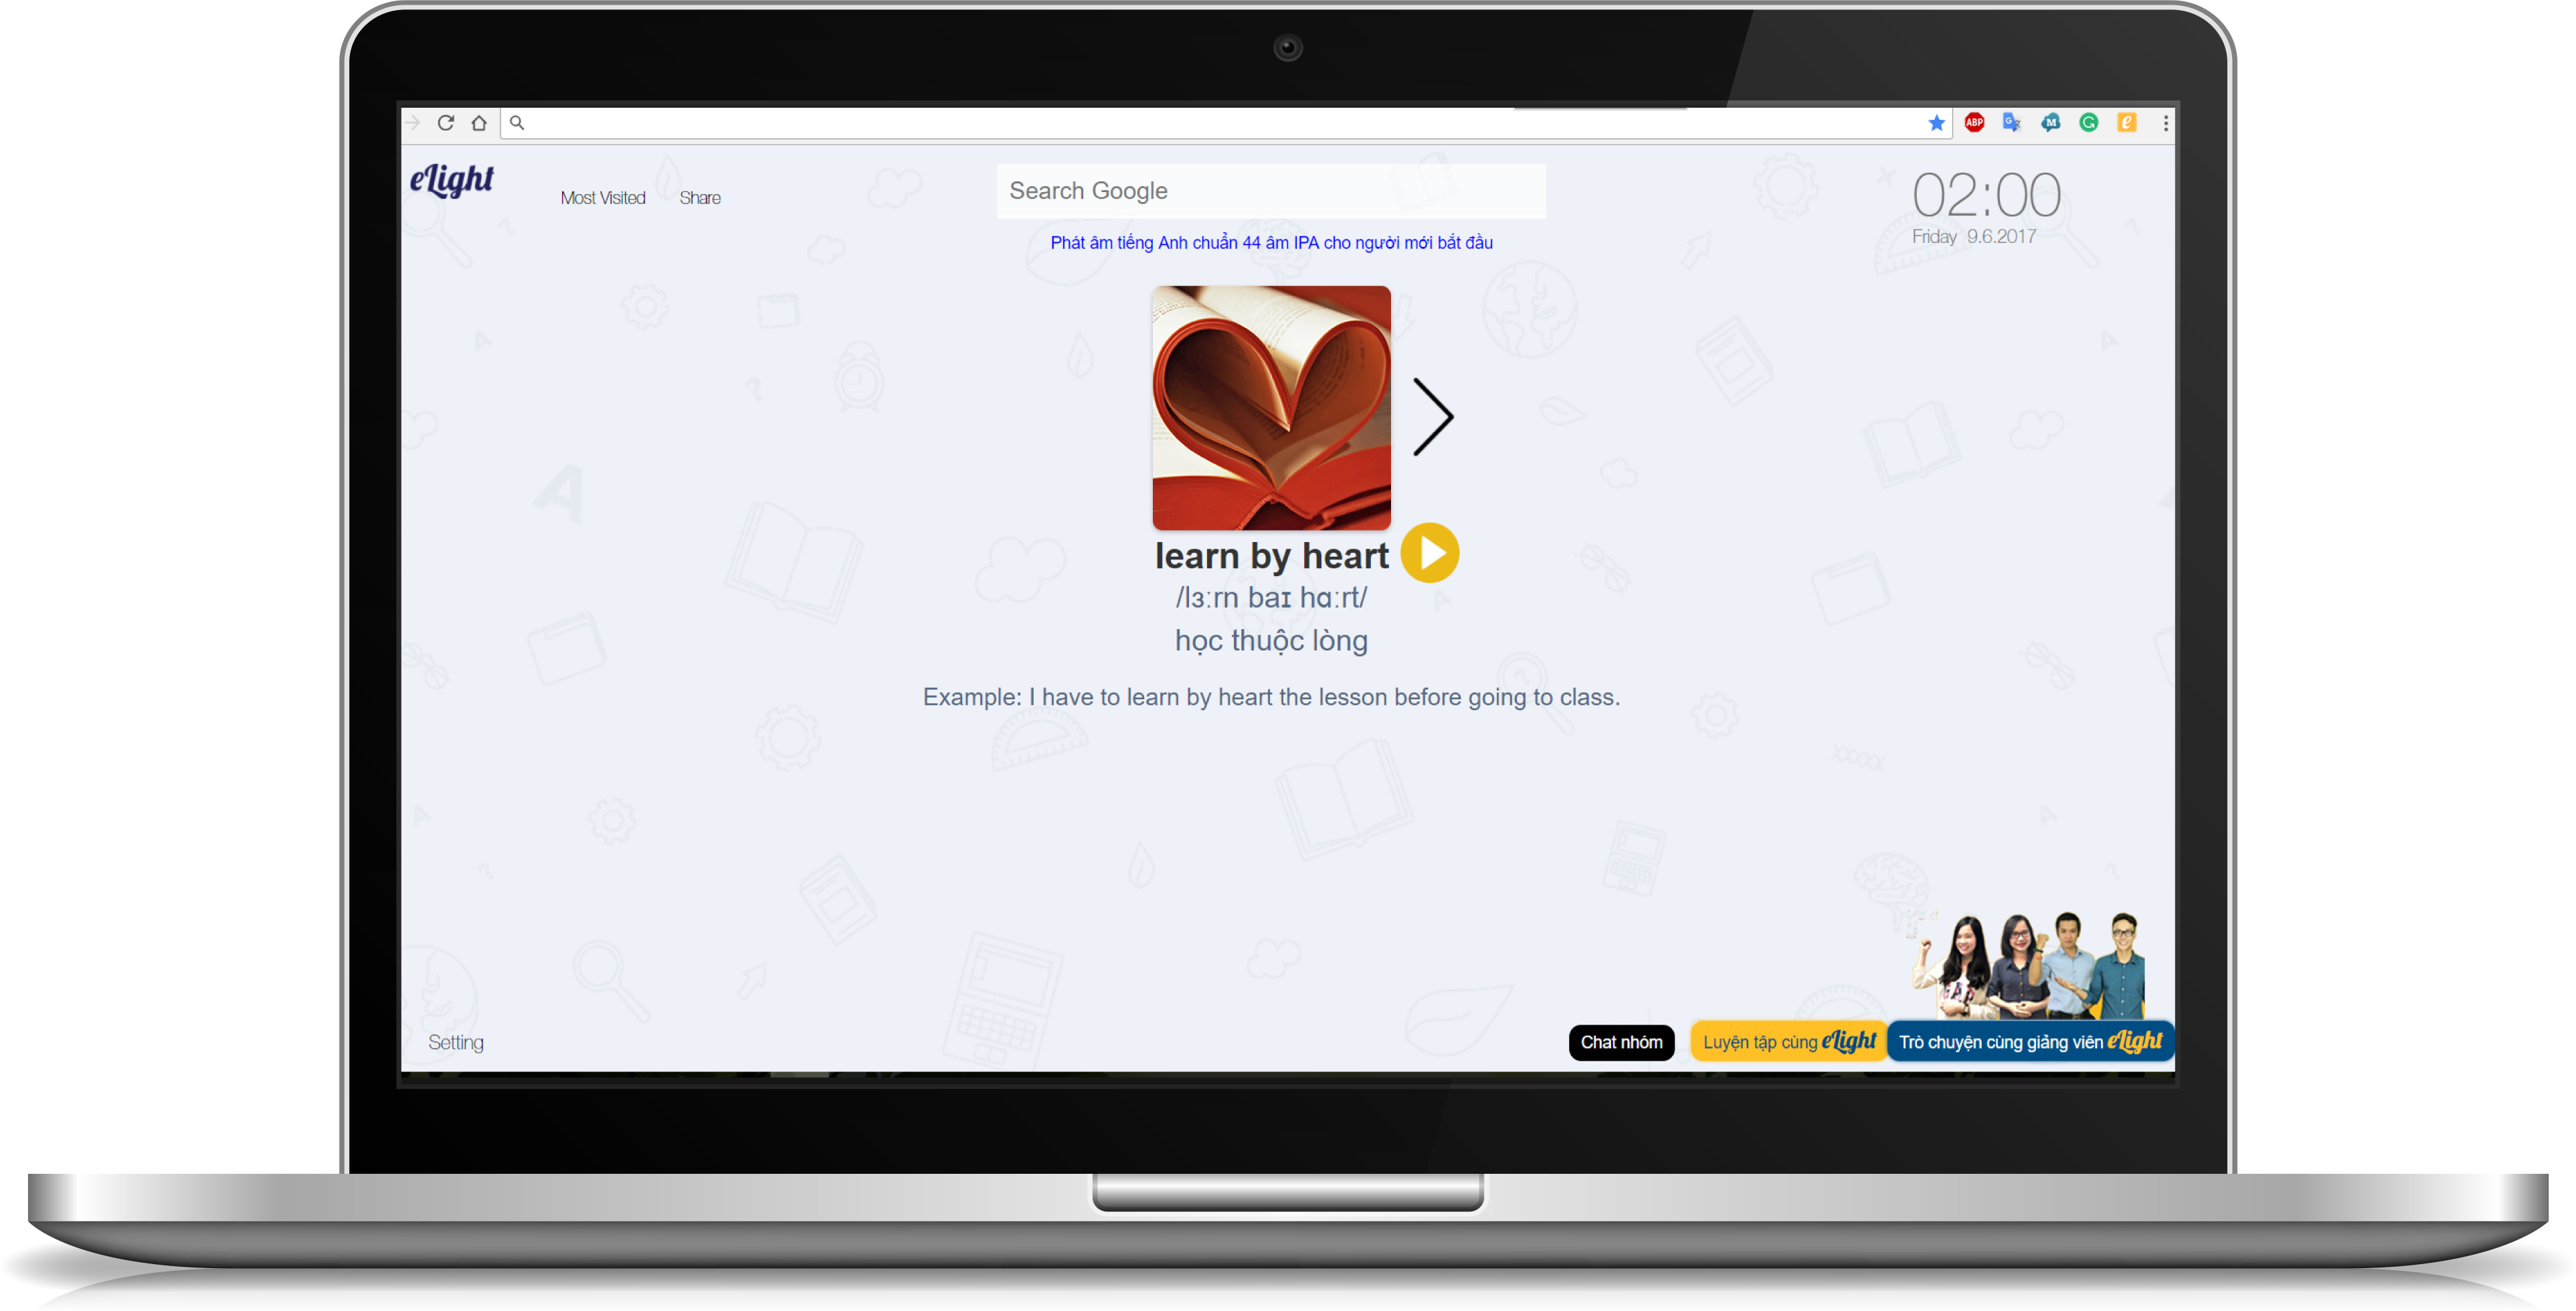 ABP
G
M
G
e
eLight
Most Visited
Share
Search Google
02:00
Friday 9.6.2017
Phát âm tiếng Anh chuẩn 44 âm IPA cho người mới bắt đầu
learn by heart
/lɜːrn baɪ hɑːrt/
học thuộc lòng
Example: I have to learn by heart the lesson before going to class.
Setting
Chat nhóm
Luyện tập cùng eLight
Trò chuyện cùng giảng viên eLight